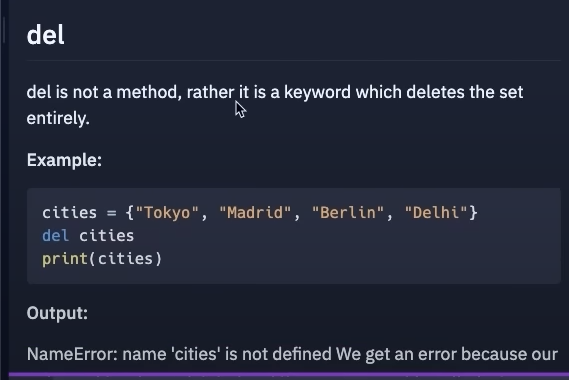 del
del is not a method, rather it is a keyword which deletes the set
entirely.
Example:
cities = {"Tokyo", "Madrid", "Berlin", "Delhi"}
del cities
print(cities)
Output:
NameError: name 'cities' is not defined We get an error because our